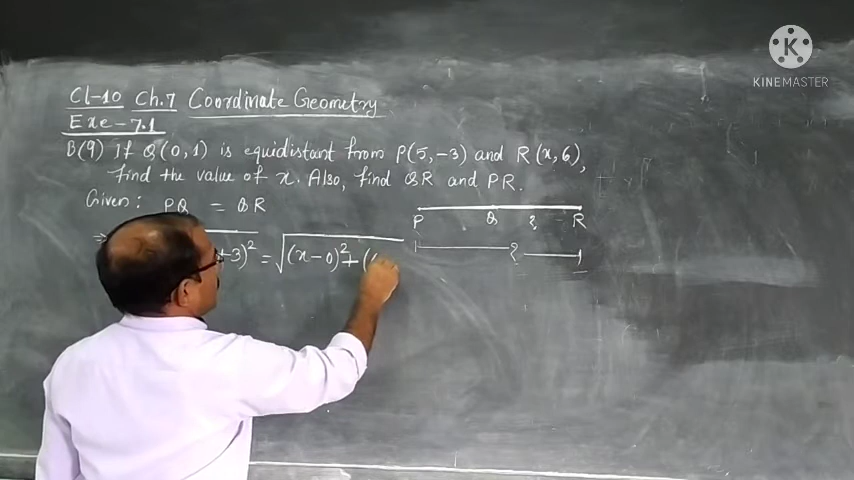 Cl-10 Ch.7 Coordinate Geometry
Exe-7.1
B(9) If Q(0,1) is equidistant from P(5,-3) and R(x,6),
find the value of x. Also, find QR and PR.
Given: PQ = QR
P Q ? R
⇒ +3)² = √(x-0)²+(
?
K
KINEMASTER